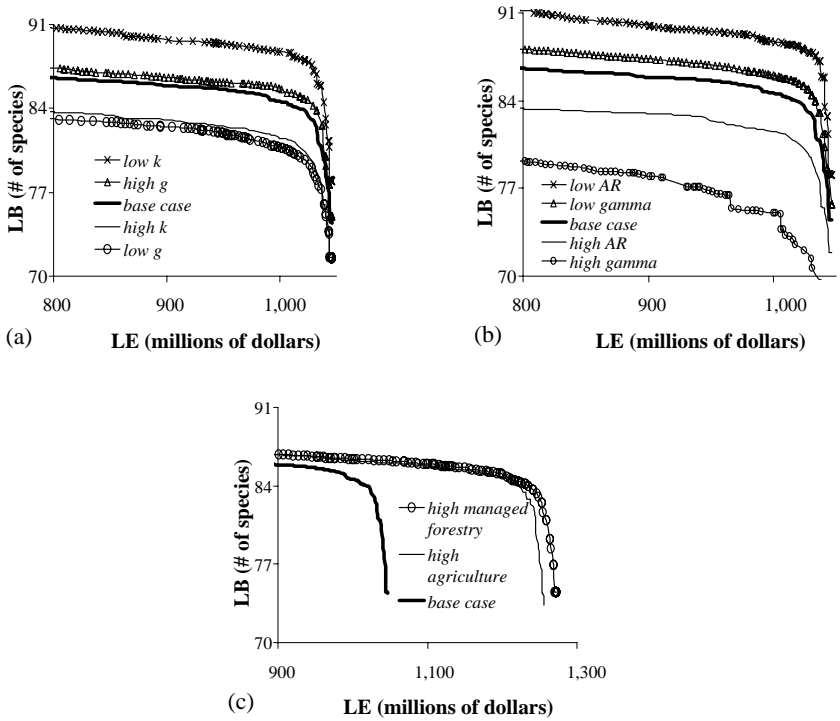 91
84
77
70
LB (# of species)
low k
high g
base case
high k
low g
800
900
1,000
LE (millions of dollars)
(a)
91
84
77
70
LB (# of species)
low AR
low gamma
base case
high AR
high gamma
800
900
1,000
LE (millions of dollars)
(b)
91
84
77
70
LB (# of species)
high managed
forestry
high
agriculture
base case
900
1,100
1,300
LE (millions of dollars)
(c)